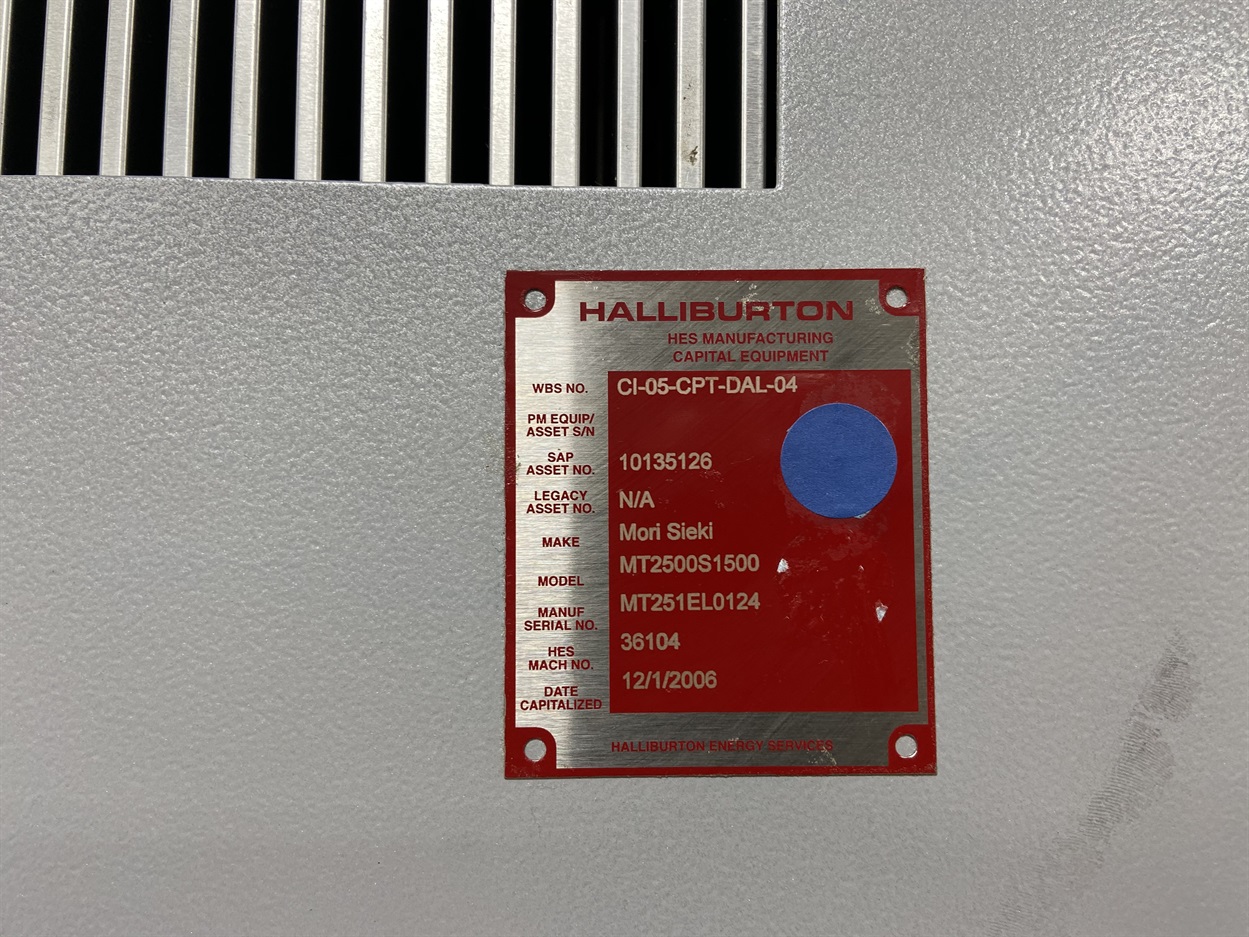 HALLIBURTON
HES MANUFACTURING
CAPITAL EQUIPMENT
WBS NO. CI-05-CPT-DAL-04
PM EQUIP/
ASSET S/N
SAP
ASSET NO. 10135126
LEGACY
ASSET NO. N/A
MAKE Mori Sieki
MODEL MT2500S1500
MANUF
SERIAL NO. MT251EL0124
HES
MACH NO. 36104
DATE
CAPITALIZED 12/1/2006
HALLIBURTON ENERGY SERVICES